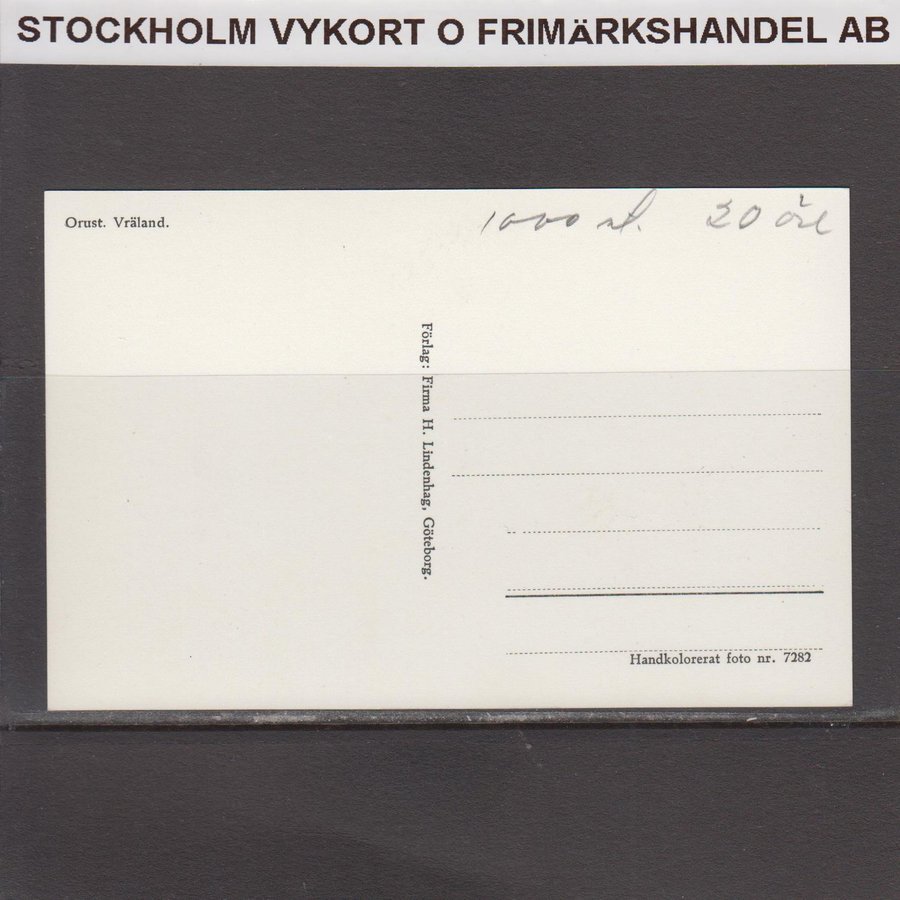 STOCKHOLM VYKORT O FRIMäRKSHANDEL AB
Orust. Vräland.
1000 st. 20 öre
Förlag: Firma H. Lindenhag, Göteborg.
Handkolorerat foto nr. 7282